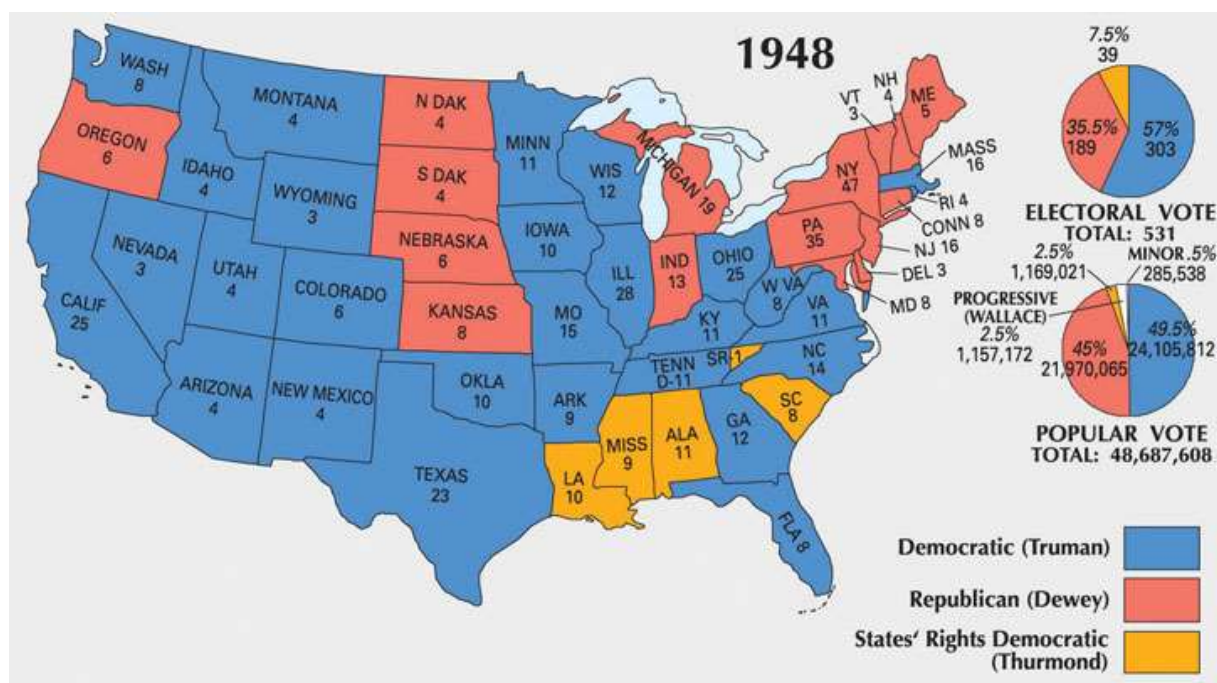 1948
WASH
8
OREGON
6
CALIF
25
NEVADA
3
IDAHO
4
MONTANA
4
WYOMING
3
UTAH
4
COLORADO
6
ARIZONA
4
NEW MEXICO
4
N DAK
4
S DAK
4
NEBRASKA
6
KANSAS
8
OKLA
10
TEXAS
23
MINN
11
IOWA
10
MO
15
ARK
9
LA
10
WIS
12
ILL
28
MICHIGAN 19
IND
13
OHIO
25
KY
11
TENN
D-11
SR-1
MISS
9
ALA
11
GA
12
FLA 8
SC
8
NC
14
VA
11
W VA
8
PA
35
NY
47
VT
3
NH
4
ME
5
MASS
16
RI 4
CONN 8
NJ 16
DEL 3
MD 8
7.5%
39
35.5%
189
57%
303
ELECTORAL VOTE
TOTAL: 531
2.5%
1,169,021
MINOR .5%
285,538
PROGRESSIVE
(WALLACE)
2.5%
1,157,172
45%
21,970,065
49.5%
24,105,812
POPULAR VOTE
TOTAL: 48,687,608
Democratic (Truman)
Republican (Dewey)
States' Rights Democratic
(Thurmond)